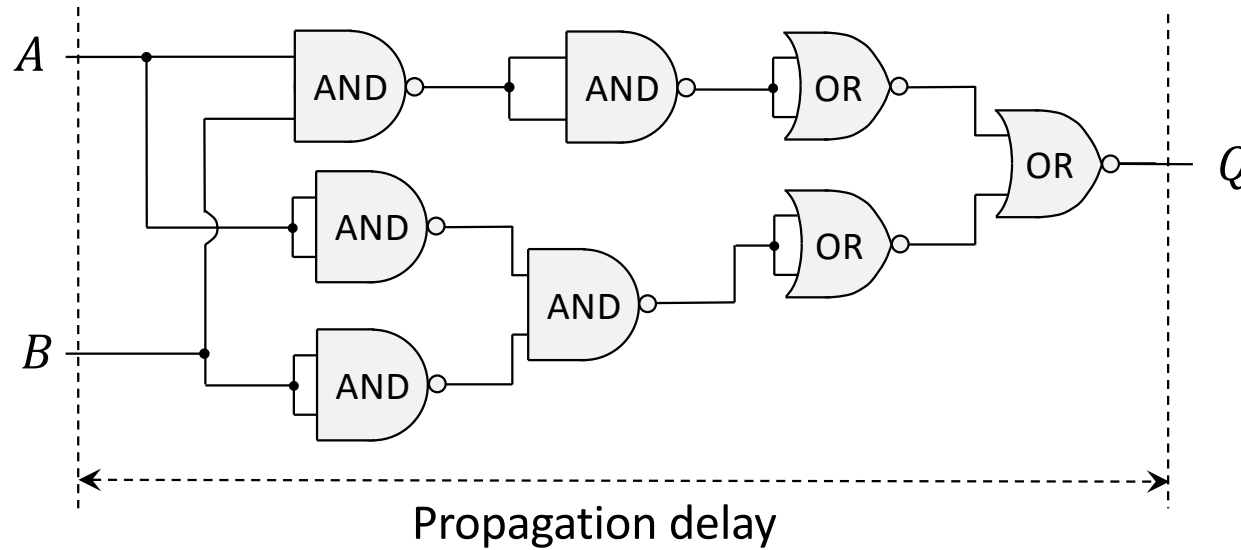 A
AND
AND
OR
OR
Q
AND
OR
AND
B
AND
Propagation delay